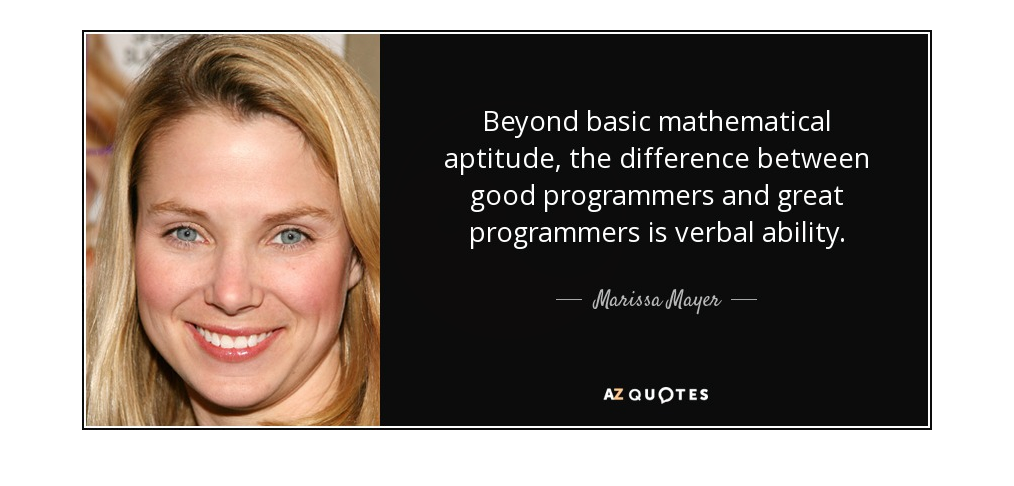 Beyond basic mathematical
aptitude, the difference between
good programmers and great
programmers is verbal ability.
Marissa Mayer
AZ QUOTES